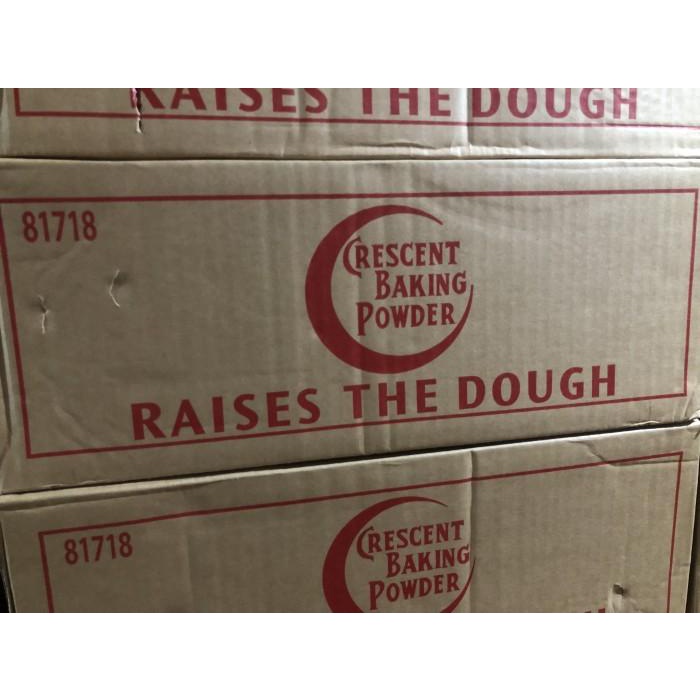 RAISES THE DOUGH
81718
CRESCENT
BAKING
POWDER
RAISES THE DOUGH
81718
CRESCENT
BAKING
POWDER